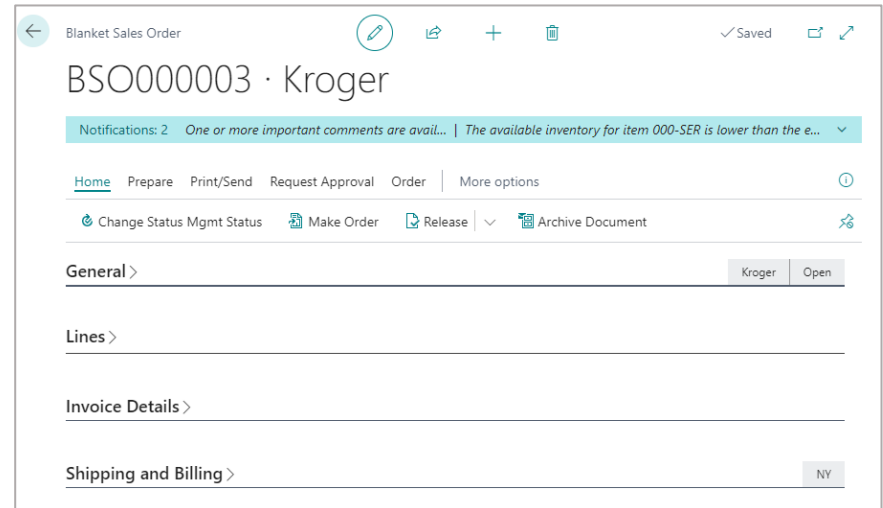 Blanket Sales Order
Saved
BSO000003 · Kroger
Notifications: 2 One or more important comments are avail... | The available inventory for item 000-SER is lower than the e...
Home Prepare Print/Send Request Approval Order More options
Change Status Mgmt Status Make Order Release Archive Document
General Kroger Open
Lines
Invoice Details
Shipping and Billing NY